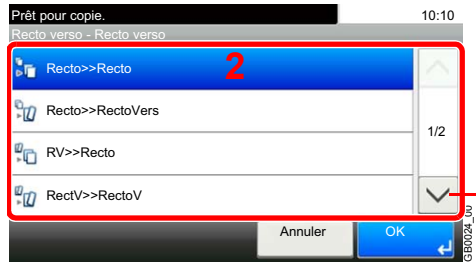 Prêt pour copie. 10:10
Recto verso - Recto verso
Recto>>Recto
2
Recto>>RectoVers
1/2
RV>>Recto
RectV>>RectoV
Annuler OK
GB0024_00